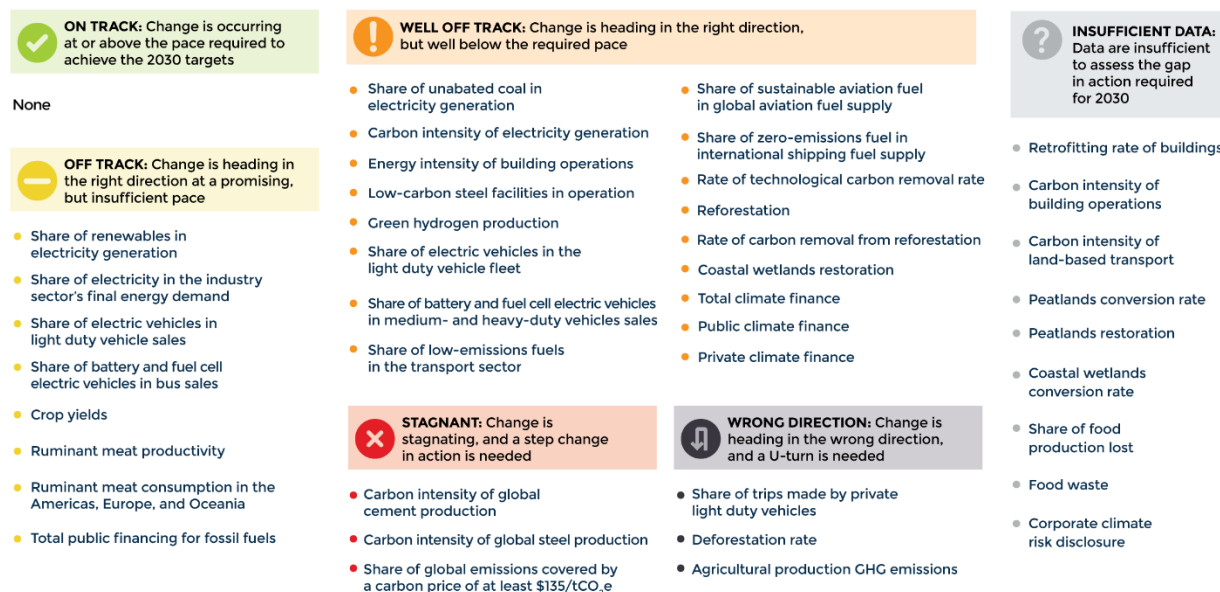 ON TRACK: Change is occurring
at or above the pace required to
achieve the 2030 targets
None
OFF TRACK: Change is heading in
the right direction at a promising,
but insufficient pace
Share of renewables in
electricity generation
Share of electricity in the industry
sector's final energy demand
Share of electric vehicles in
light duty vehicle sales
Share of battery and fuel cell
electric vehicles in bus sales
Crop yields
Ruminant meat productivity
Ruminant meat consumption in the
Americas, Europe, and Oceania
Total public financing for fossil fuels
WELL OFF TRACK: Change is heading in the right direction,
but well below the required pace
Share of unabated coal in
electricity generation
Carbon intensity of electricity generation
Energy intensity of building operations
Low-carbon steel facilities in operation
Green hydrogen production
Share of electric vehicles in the
light duty vehicle fleet
Share of battery and fuel cell electric vehicles
in medium- and heavy-duty vehicles sales
Share of low-emissions fuels
in the transport sector
Share of sustainable aviation fuel
in global aviation fuel supply
Share of zero-emissions fuel in
international shipping fuel supply
Rate of technological carbon removal rate
Reforestation
Rate of carbon removal from reforestation
Coastal wetlands restoration
Total climate finance
Public climate finance
Private climate finance
STAGNANT: Change is
stagnating, and a step change
in action is needed
Carbon intensity of global
cement production
Carbon intensity of global steel production
Share of global emissions covered by
a carbon price of at least $135/tCO₂e
WRONG DIRECTION: Change is
heading in the wrong direction,
and a U-turn is needed
Share of trips made by private
light duty vehicles
Deforestation rate
Agricultural production GHG emissions
INSUFFICIENT DATA:
Data are insufficient
to assess the gap
in action required
for 2030
Retrofitting rate of buildings
Carbon intensity of
building operations
Carbon intensity of
land-based transport
Peatlands conversion rate
Peatlands restoration
Coastal wetlands
conversion rate
Share of food
production lost
Food waste
Corporate climate
risk disclosure